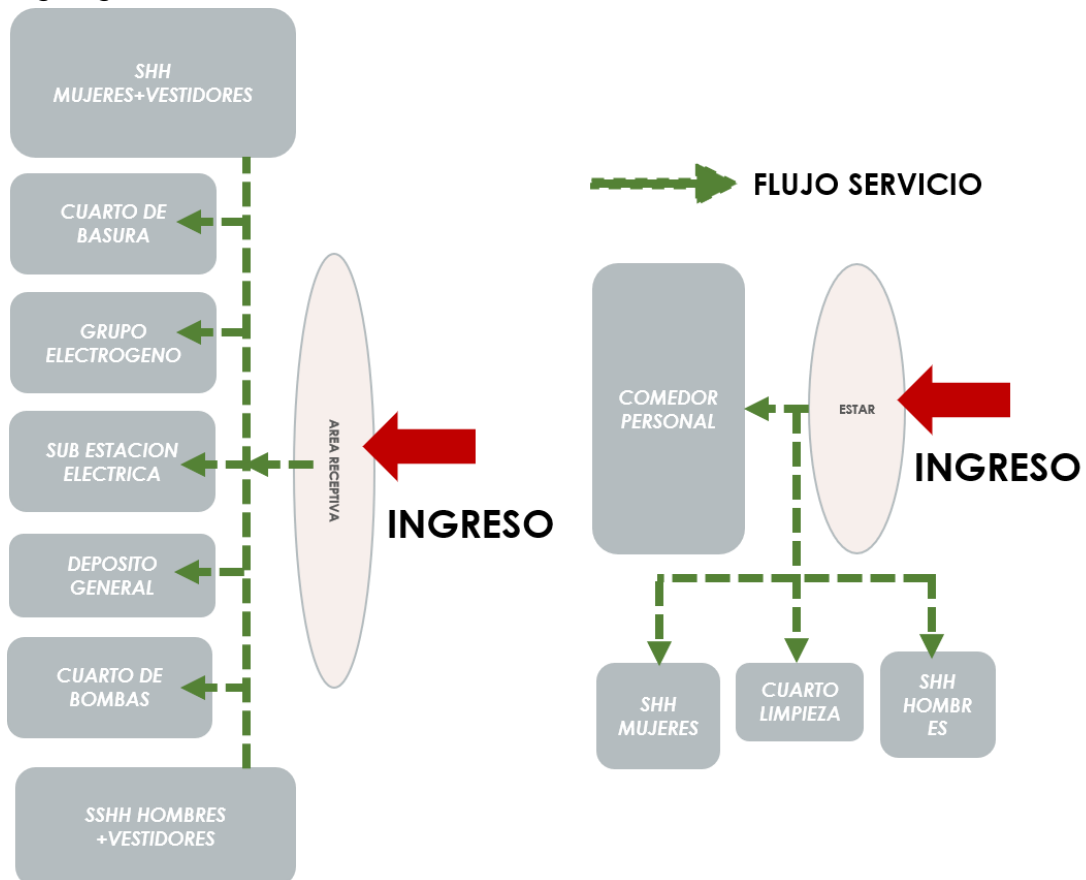 SHH
MUJERES+VESTIDORES
CUARTO DE
BASURA
GRUPO
ELECTROGENO
SUB ESTACION
ELECTRICA
DEPOSITO
GENERAL
CUARTO DE
BOMBAS
SSHH HOMBRES
+VESTIDORES
AREA RECEPTIVA
INGRESO
FLUJO SERVICIO
COMEDOR
PERSONAL
ESTAR
INGRESO
SHH
MUJERES
CUARTO
LIMPIEZA
SHH
HOMBR
ES